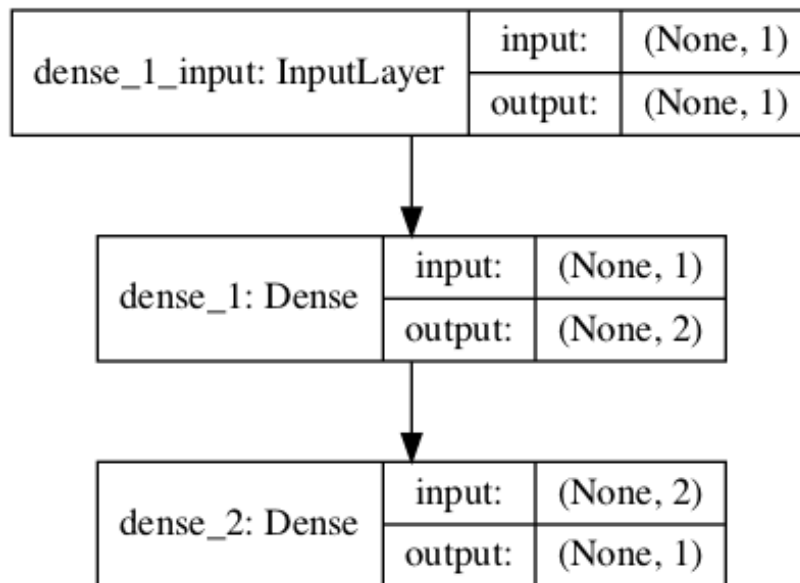 dense_1_input: InputLayer
input: (None, 1)
output: (None, 1)
dense_1: Dense
input: (None, 1)
output: (None, 2)
dense_2: Dense
input: (None, 2)
output: (None, 1)